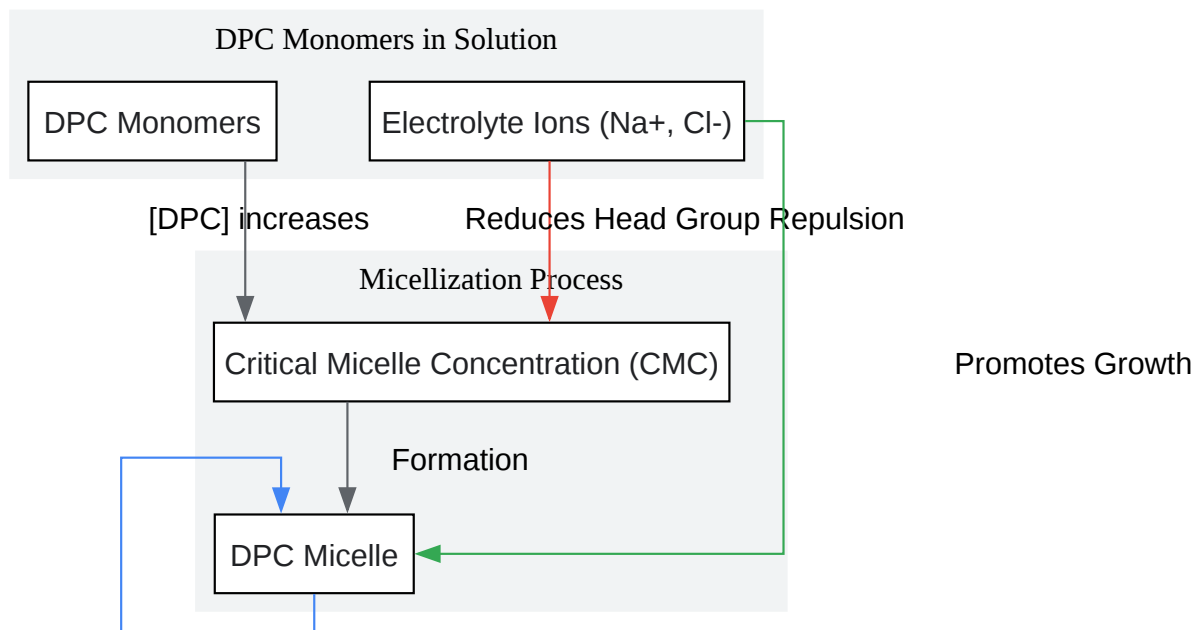 DPC Monomers in Solution
DPC Monomers
Electrolyte Ions (Na+, Cl-)
[DPC] increases
Reduces Head Group Repulsion
Micellization Process
Critical Micelle Concentration (CMC)
Promotes Growth
Formation
DPC Micelle